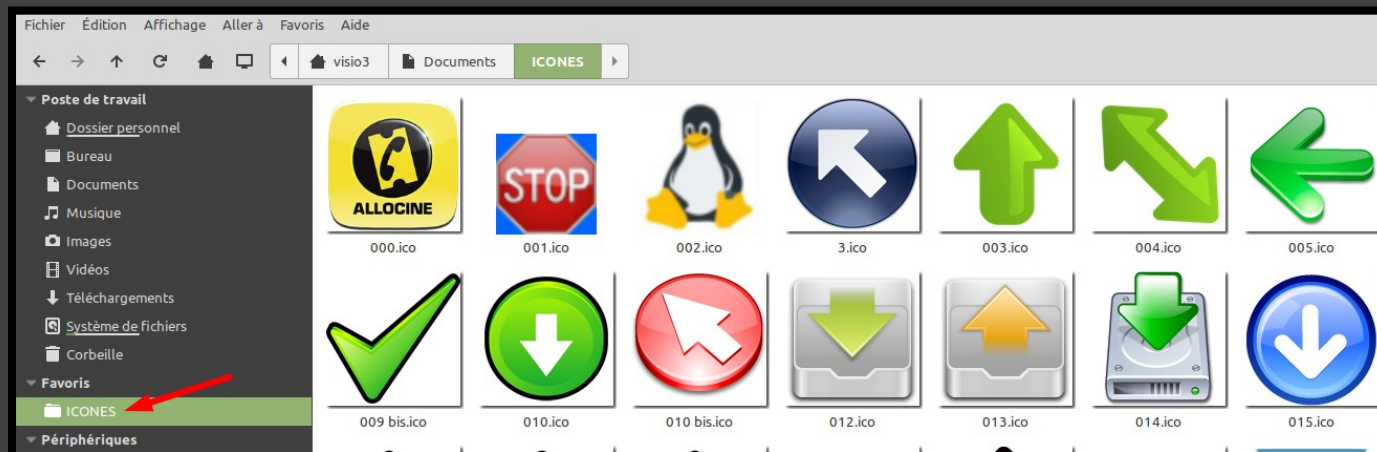 Fichier Édition Affichage Aller à Favoris Aide
visio3 Documents ICONES
Poste de travail
Dossier personnel
Bureau
Documents
Musique
Images
Vidéos
Téléchargements
Système de fichiers
Corbeille
Favoris
ICONES
Périphériques
ALLOCINE
STOP
000.ico 001.ico 002.ico 3.ico 003.ico 004.ico 005.ico
009 bis.ico 010.ico 010 bis.ico 012.ico 013.ico 014.ico 015.ico